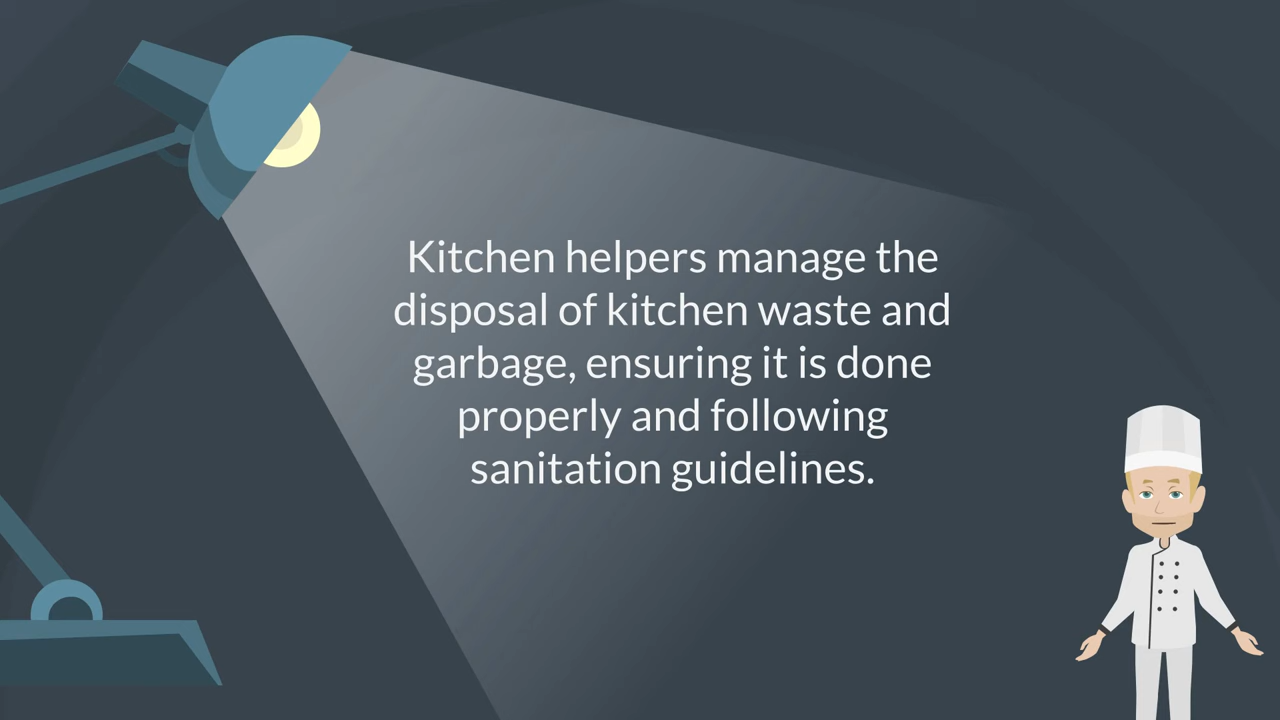 Kitchen helpers manage the
disposal of kitchen waste and
garbage, ensuring it is done
properly and following
sanitation guidelines.